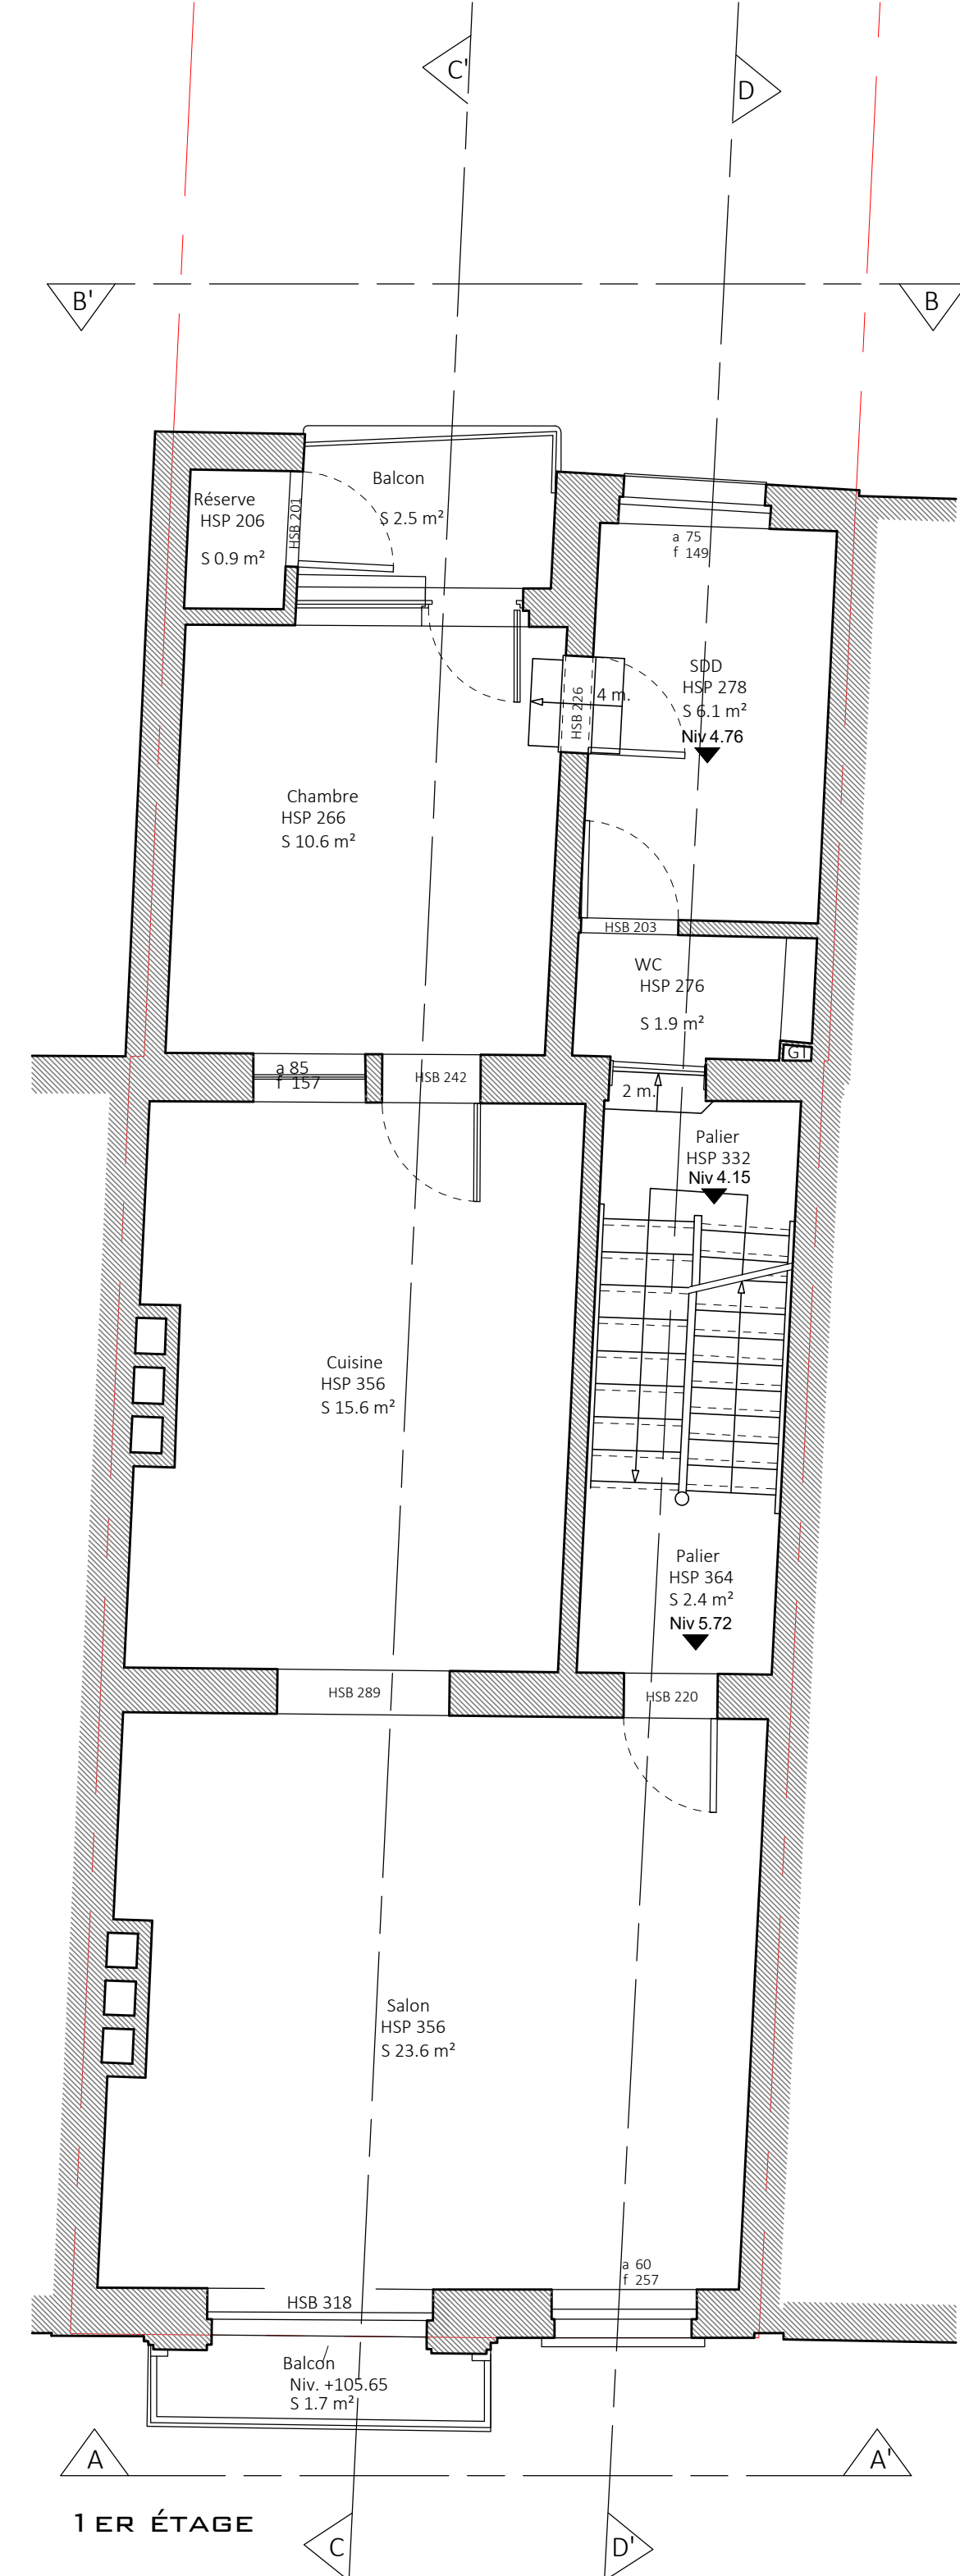 C'
D
B'
B
Réserve
HSP 206
S 0.9 m²
HSB 201
Balcon
S 2.5 m²
a 75
f 149
SDD
HSP 278
S 6.1 m²
Niv 4.76
HSB 226
4 m.
Chambre
HSP 266
S 10.6 m²
HSB 203
WC
HSP 276
S 1.9 m²
GT
a 85
f 157
HSB 242
2 m.
Palier
HSP 332
Niv 4.15
Cuisine
HSP 356
S 15.6 m²
Palier
HSP 364
S 2.4 m²
Niv 5.72
HSB 289
HSB 220
Salon
HSP 356
S 23.6 m²
a 60
f 257
HSB 318
Balcon
Niv. +105.65
S 1.7 m²
A
A'
1ER ÉTAGE
C
D'